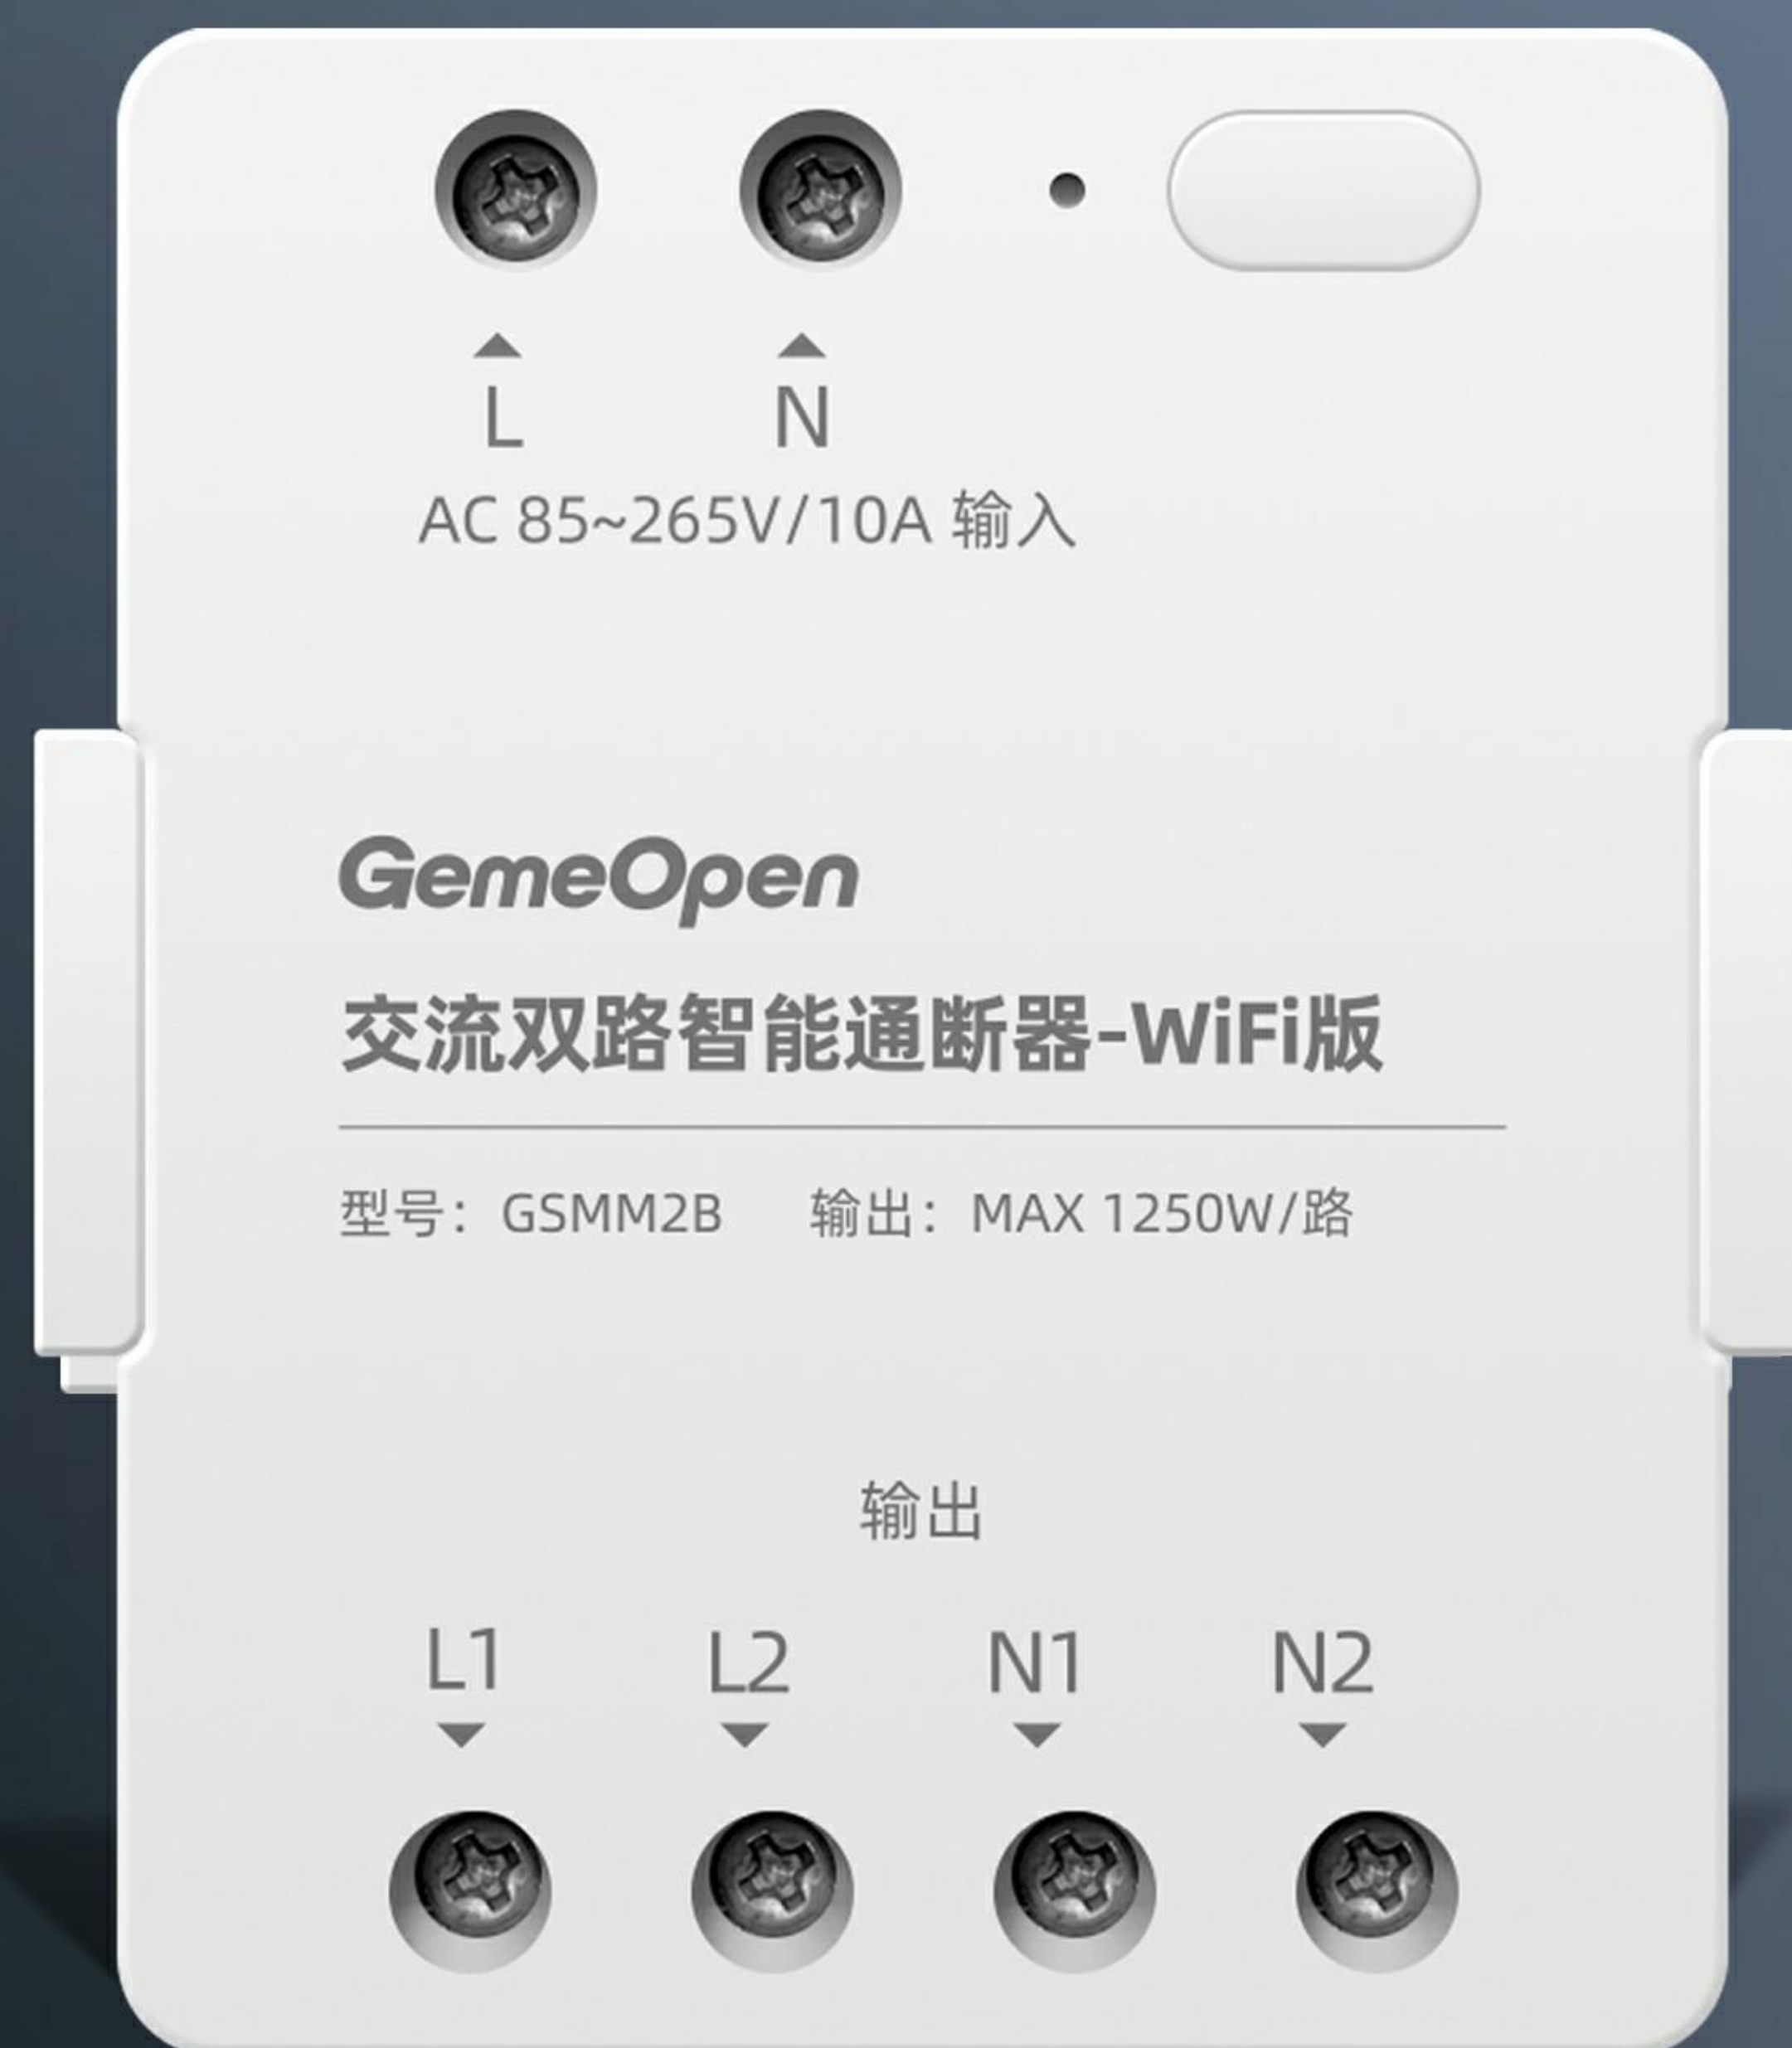 L N
AC 85~265V/10A 输入
GemeOpen
交流双路智能通断器-WiFi版
型号：GSMM2B 输出：MAX 1250W/路
输出
L1 L2 N1 N2